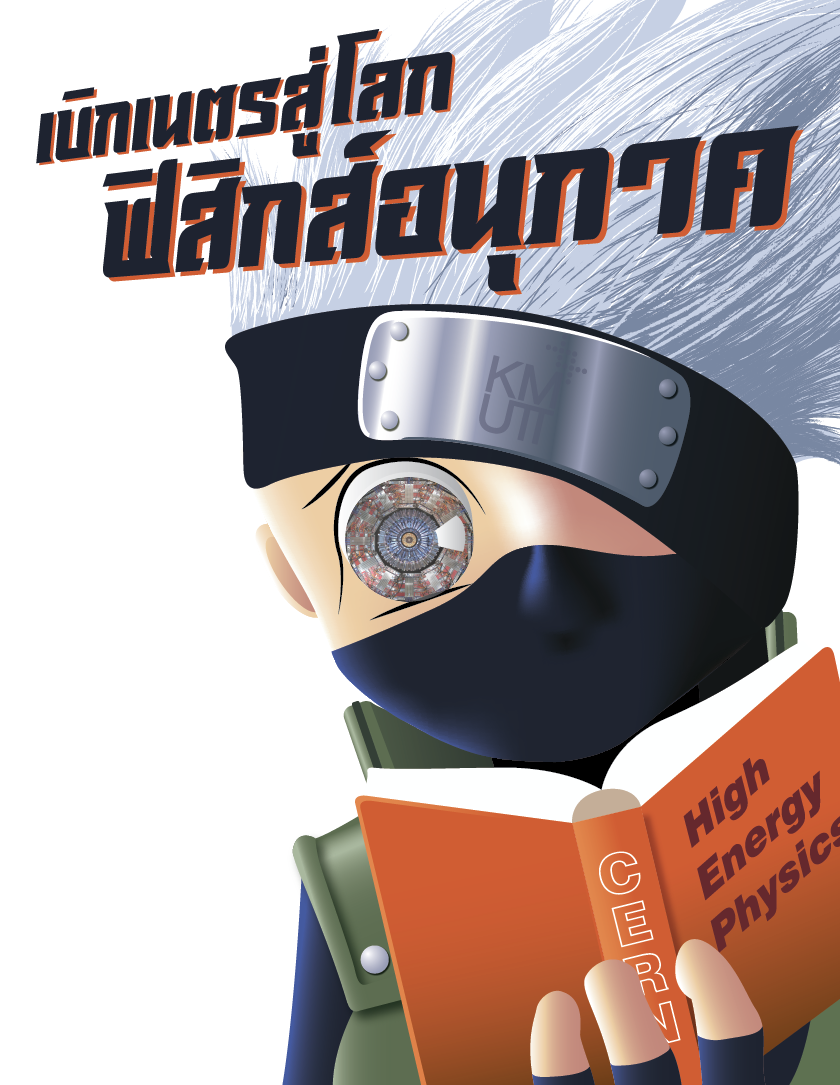 เบิกเนตรสู่โลก
ฟิสิกส์อนุภาค
KM
UTT
High
Energy
Physics
CERN